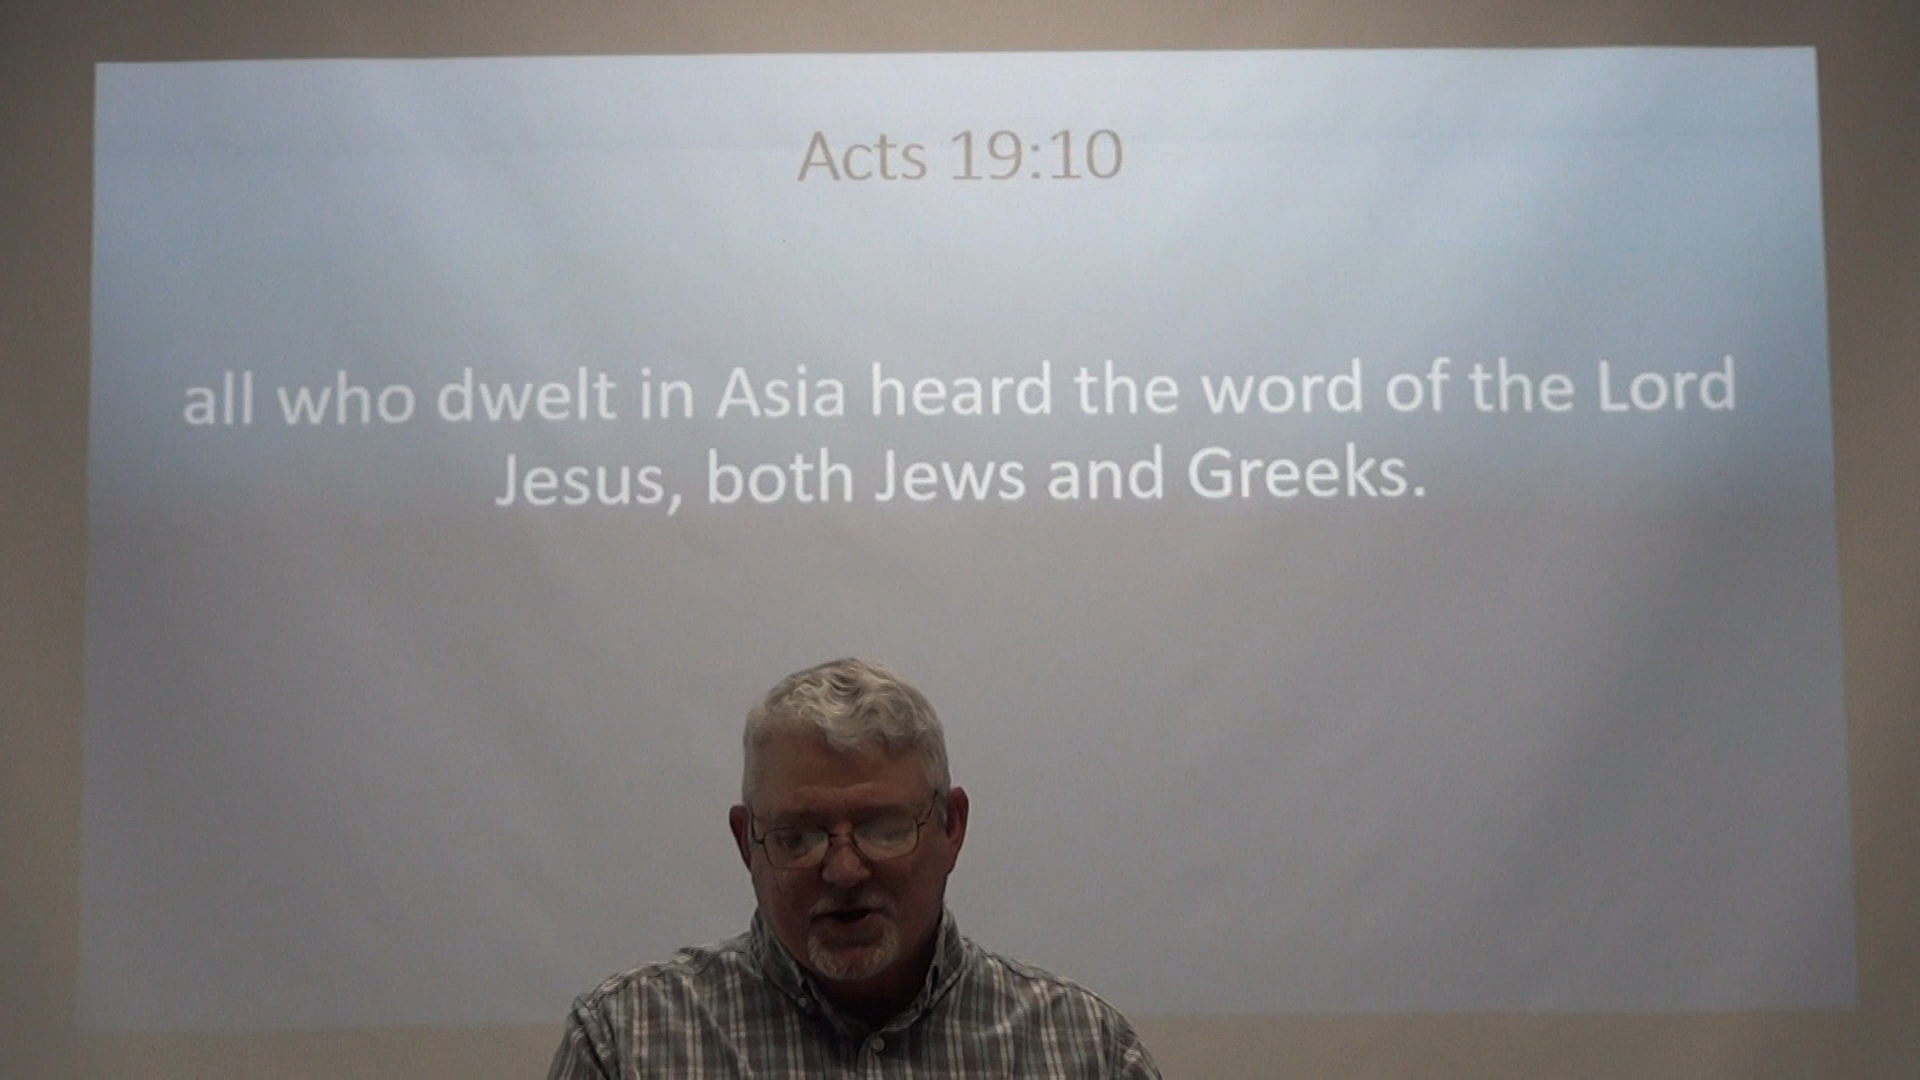 Acts 19:10
all who dwelt in Asia heard the word of the Lord
Jesus, both Jews and Greeks.